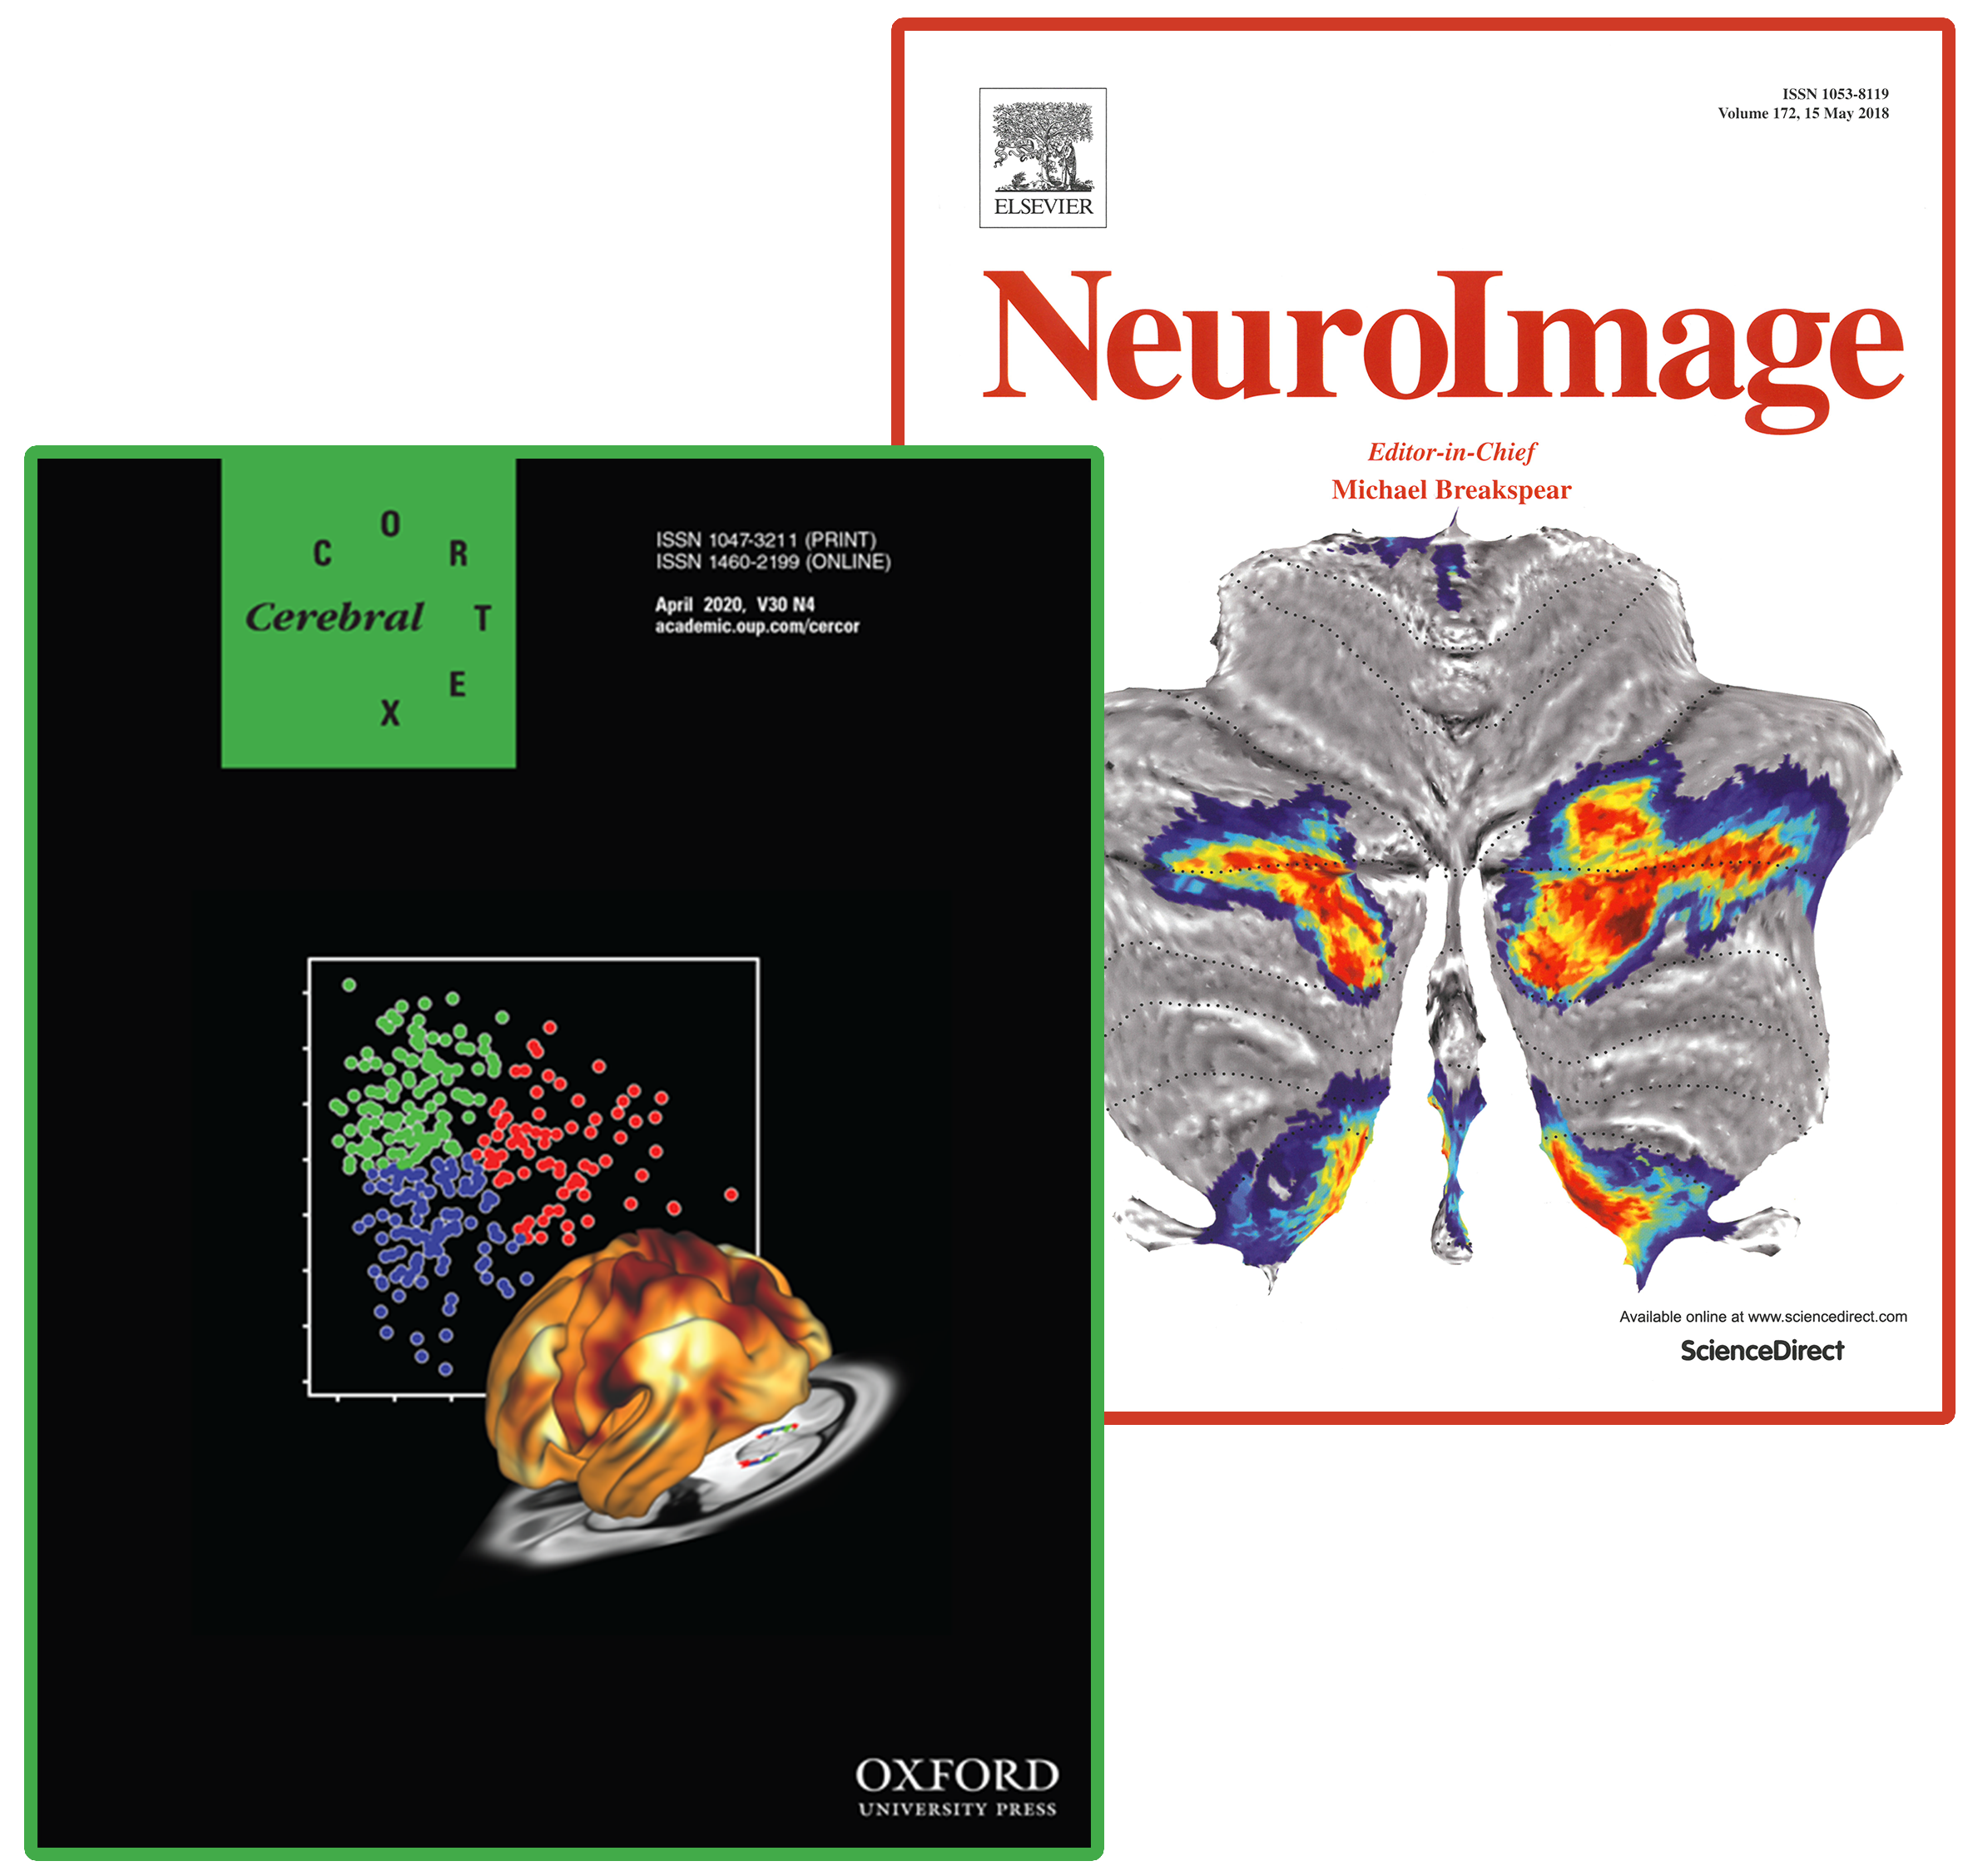 ISSN 1053-8119
Volume 172, 15 May 2018
ELSEVIER
NeuroImage
Editor-in-Chief
Michael Breakspear
Available online at www.sciencedirect.com
ScienceDirect
Cerebral
CORTEX
ISSN 1047-3211 (PRINT)
ISSN 1460-2199 (ONLINE)
April 2020, V30 N4
academic.oup.com/cercor
OXFORD
UNIVERSITY PRESS